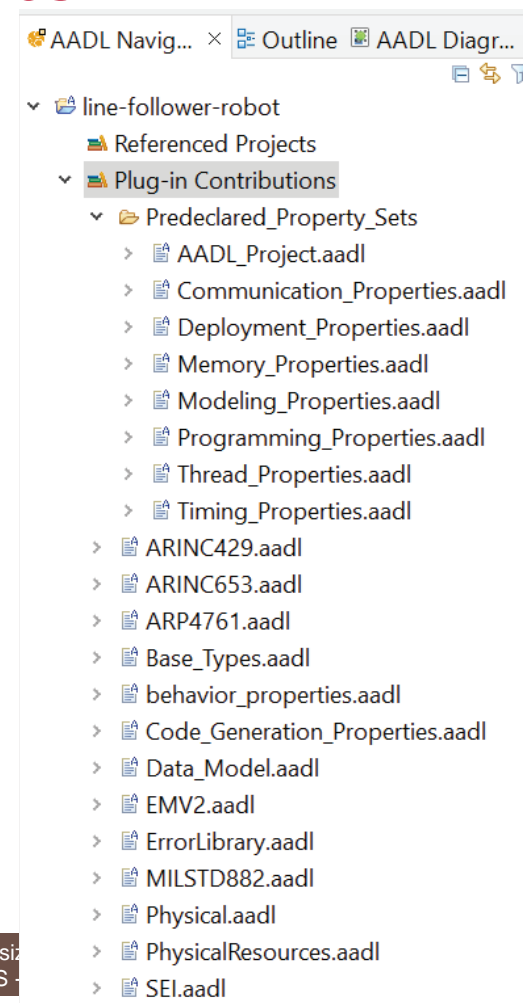 AADL Navig... × Outline AADL Diagr...
line-follower-robot
Referenced Projects
Plug-in Contributions
Predeclared_Property_Sets
AADL_Project.aadl
Communication_Properties.aadl
Deployment_Properties.aadl
Memory_Properties.aadl
Modeling_Properties.aadl
Programming_Properties.aadl
Thread_Properties.aadl
Timing_Properties.aadl
ARINC429.aadl
ARINC653.aadl
ARP4761.aadl
Base_Types.aadl
behavior_properties.aadl
Code_Generation_Properties.aadl
Data_Model.aadl
EMV2.aadl
ErrorLibrary.aadl
MILSTD882.aadl
Physical.aadl
PhysicalResources.aadl
SEI.aadl